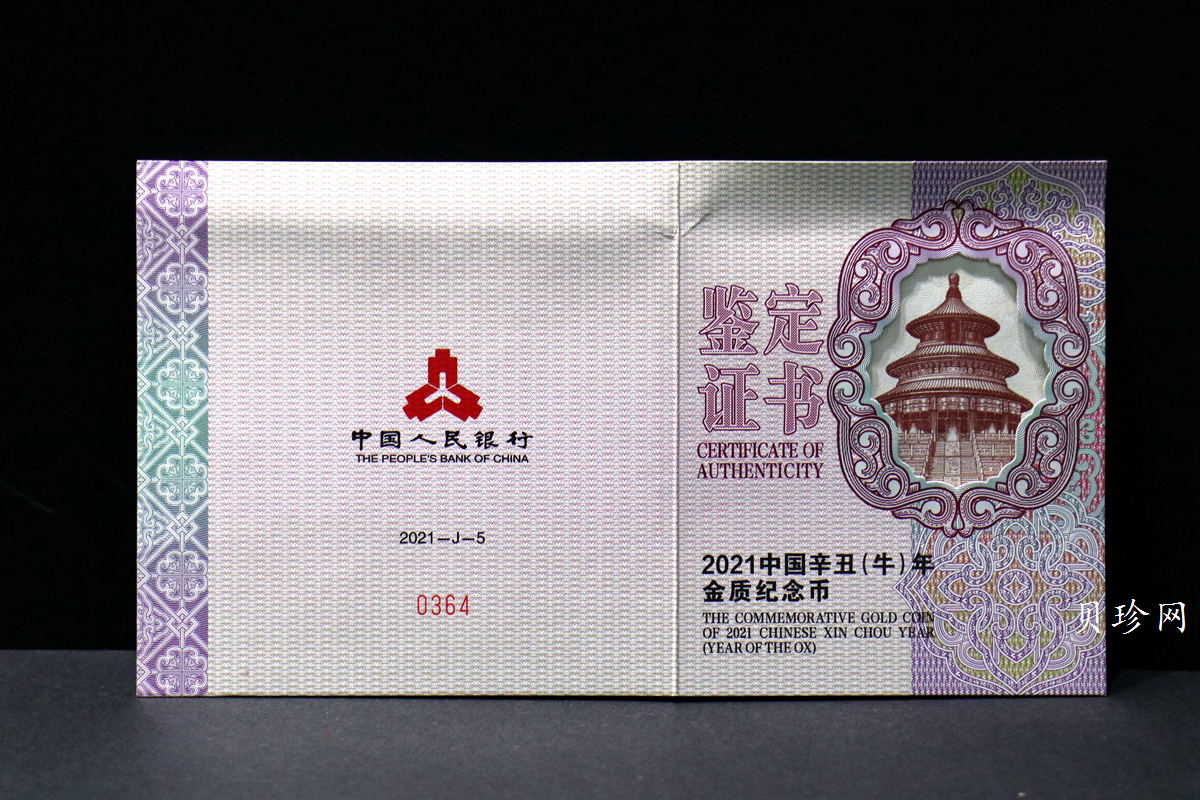 中国人民银行
THE PEOPLE'S BANK OF CHINA
2021—J—5
0364
鉴定
证书
CERTIFICATE OF
AUTHENTICITY
2021中国辛丑(牛)年
金质纪念币
THE COMMEMORATIVE GOLD COIN
OF 2021 CHINESE XIN CHOU YEAR
(YEAR OF THE OX)
贝珍网